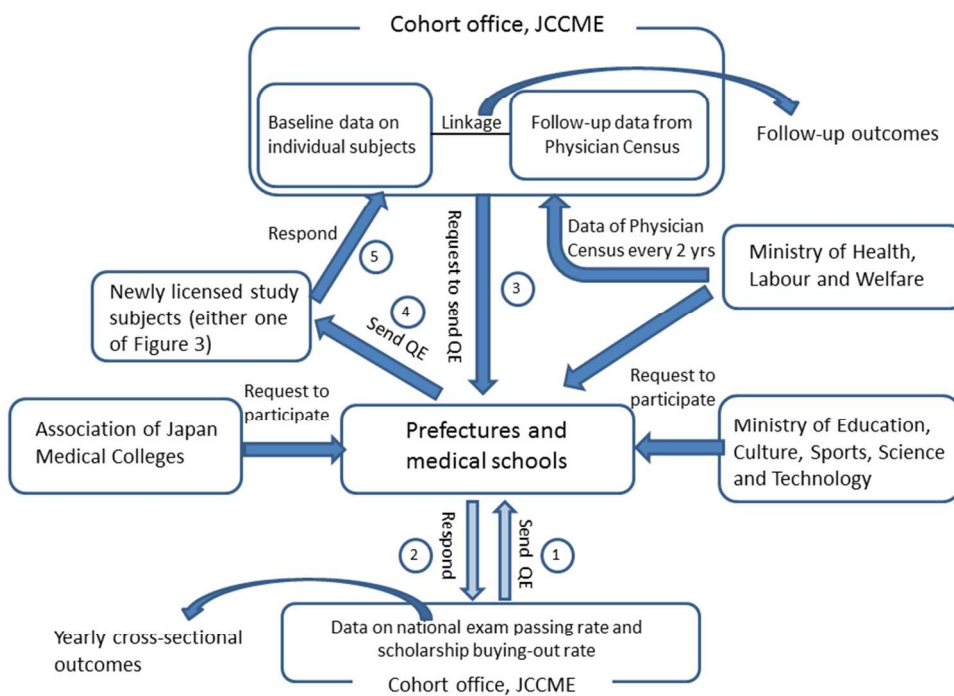 Cohort office, JCCME
Baseline data on
individual subjects
Linkage
Follow-up data from
Physician Census
Follow-up outcomes
Respond
5
Request to send QE
3
Data of Physician
Census every 2 yrs
Ministry of Health,
Labour and Welfare
Newly licensed study
subjects (either one
of Figure 3)
4
Send QE
Request to
participate
Request to
participate
Association of Japan
Medical Colleges
Prefectures and
medical schools
Ministry of Education,
Culture, Sports, Science
and Technology
2
Respond
1
Send QE
Yearly cross-sectional
outcomes
Data on national exam passing rate and
scholarship buying-out rate
Cohort office, JCCME